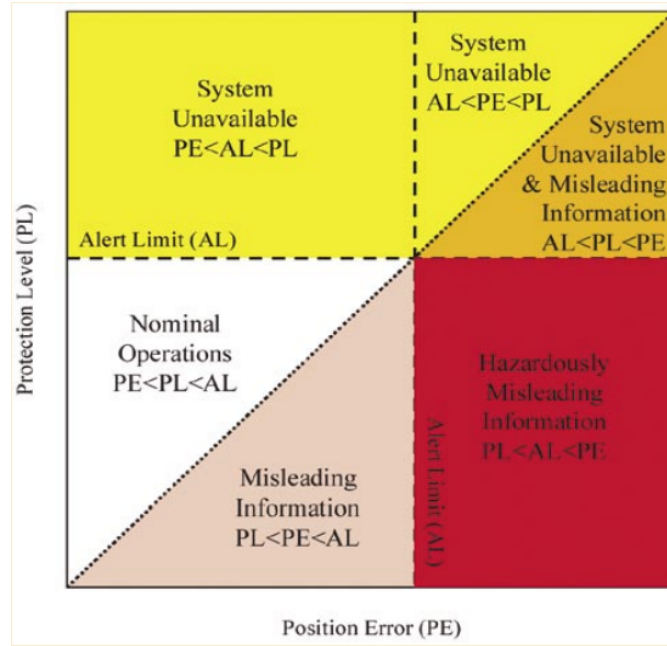 System
Unavailable
PE<AL<PL
System
Unavailable
AL<PE<PL
System
Unavailable
& Misleading
Information
AL<PL<PE
Alert Limit (AL)
Protection Level (PL)
Nominal
Operations
PE<PL<AL
Misleading
Information
PL<PE<AL
Alert Limit (AL)
Hazardously
Misleading
Information
PL<AL<PE
Position Error (PE)